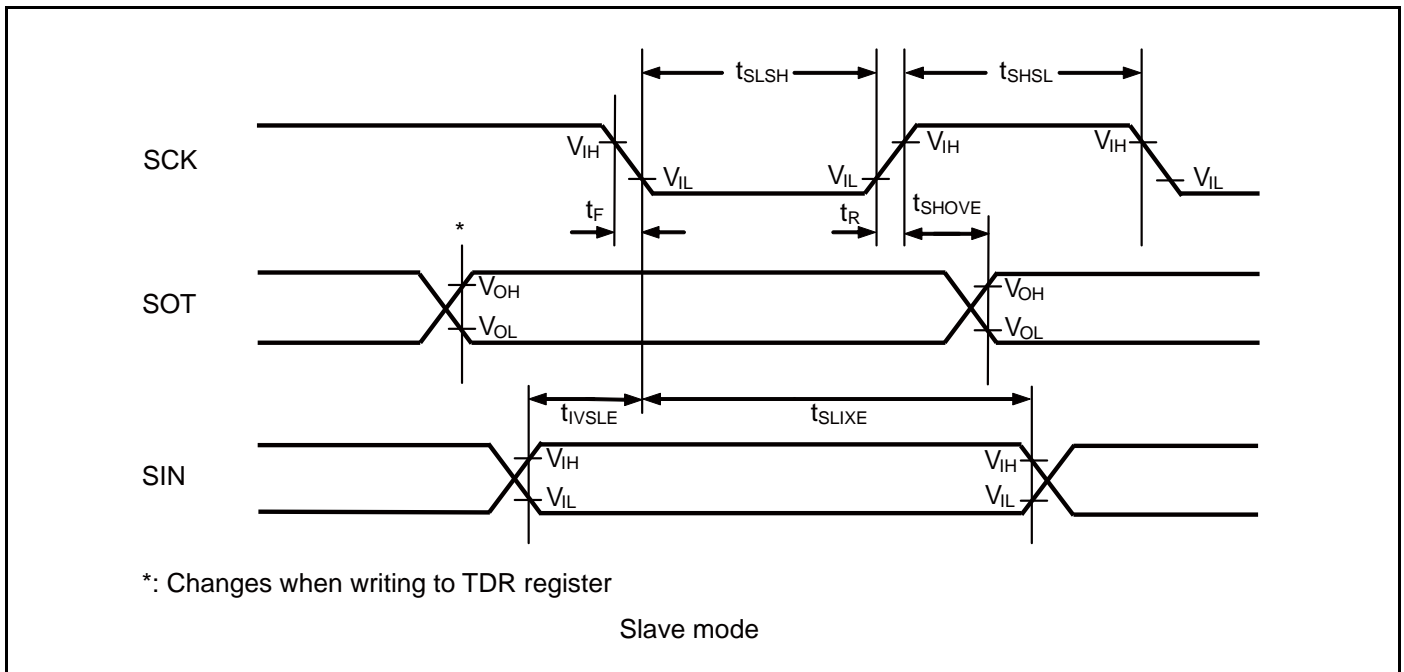 tSLSH tSHSL
SCK VIH VIL VIL VIH VIH VIL
tF tR tSHOVE
*
SOT VOH VOL VOH VOL
tIVSLE tSLIXE
SIN VIH VIL VIH VIL
*: Changes when writing to TDR register
Slave mode